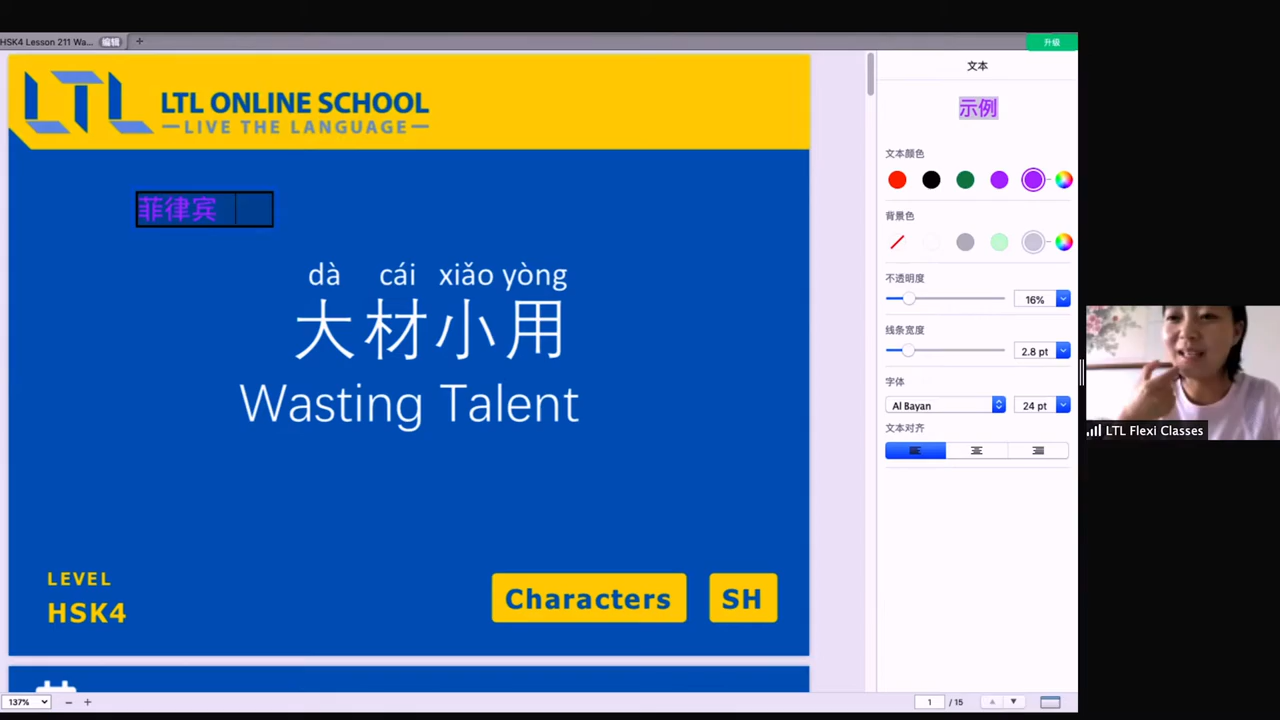 HSK4 Lesson 211 Wa... 编辑 +
升级
LTL
LTL ONLINE SCHOOL
LIVE THE LANGUAGE
菲律宾
dà cái xiǎo yòng
大材小用
Wasting Talent
LEVEL
HSK4
Characters
SH
文本
示例
文本颜色
背景色
不透明度
16%
线条宽度
2.8 pt
字体
Al Bayan
24 pt
文本对齐
LTL Flexi Classes
137%
1 / 15